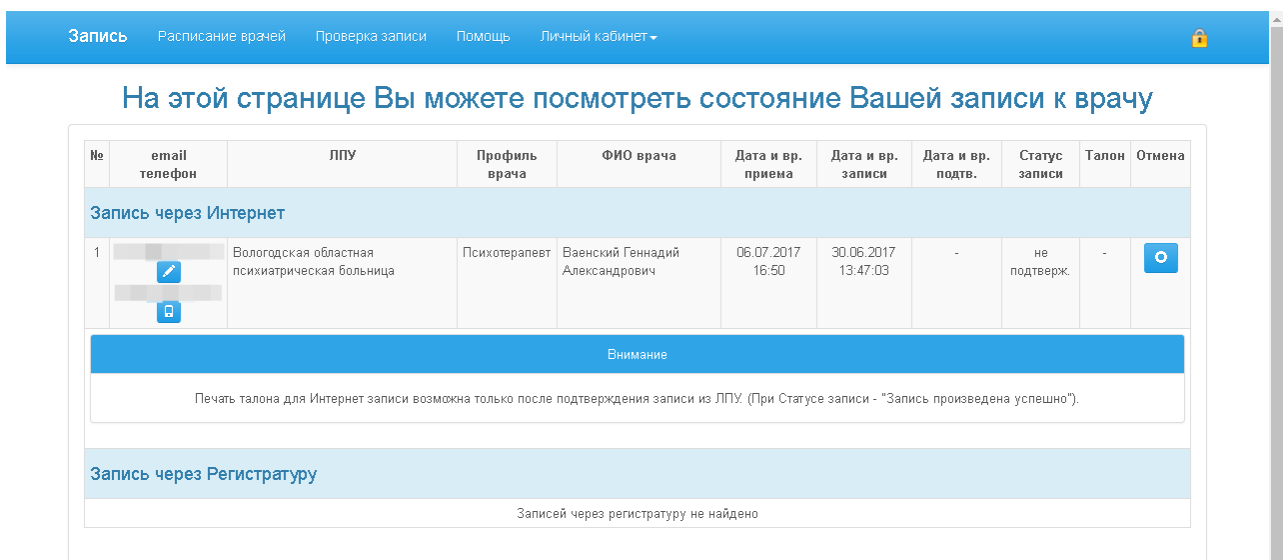 Запись Расписание врачей Проверка записи Помощь Личный кабинет
На этой странице Вы можете посмотреть состояние Вашей записи к врачу
№ email телефон ЛПУ Профиль врача ФИО врача Дата и вр. приема Дата и вр. записи Дата и вр. подтв. Статус записи Талон Отмена
Запись через Интернет
1 Вологодская областная Психотерапевт Ваенский Геннадий 06.07.2017 30.06.2017 - не -
психиатрическая больница Александрович 16:50 13:47:03 подтверж.
Внимание
Печать талона для Интернет записи возможна только после подтверждения записи из ЛПУ. (При Статусе записи - "Запись произведена успешно").
Запись через Регистратуру
Записей через регистратуру не найдено